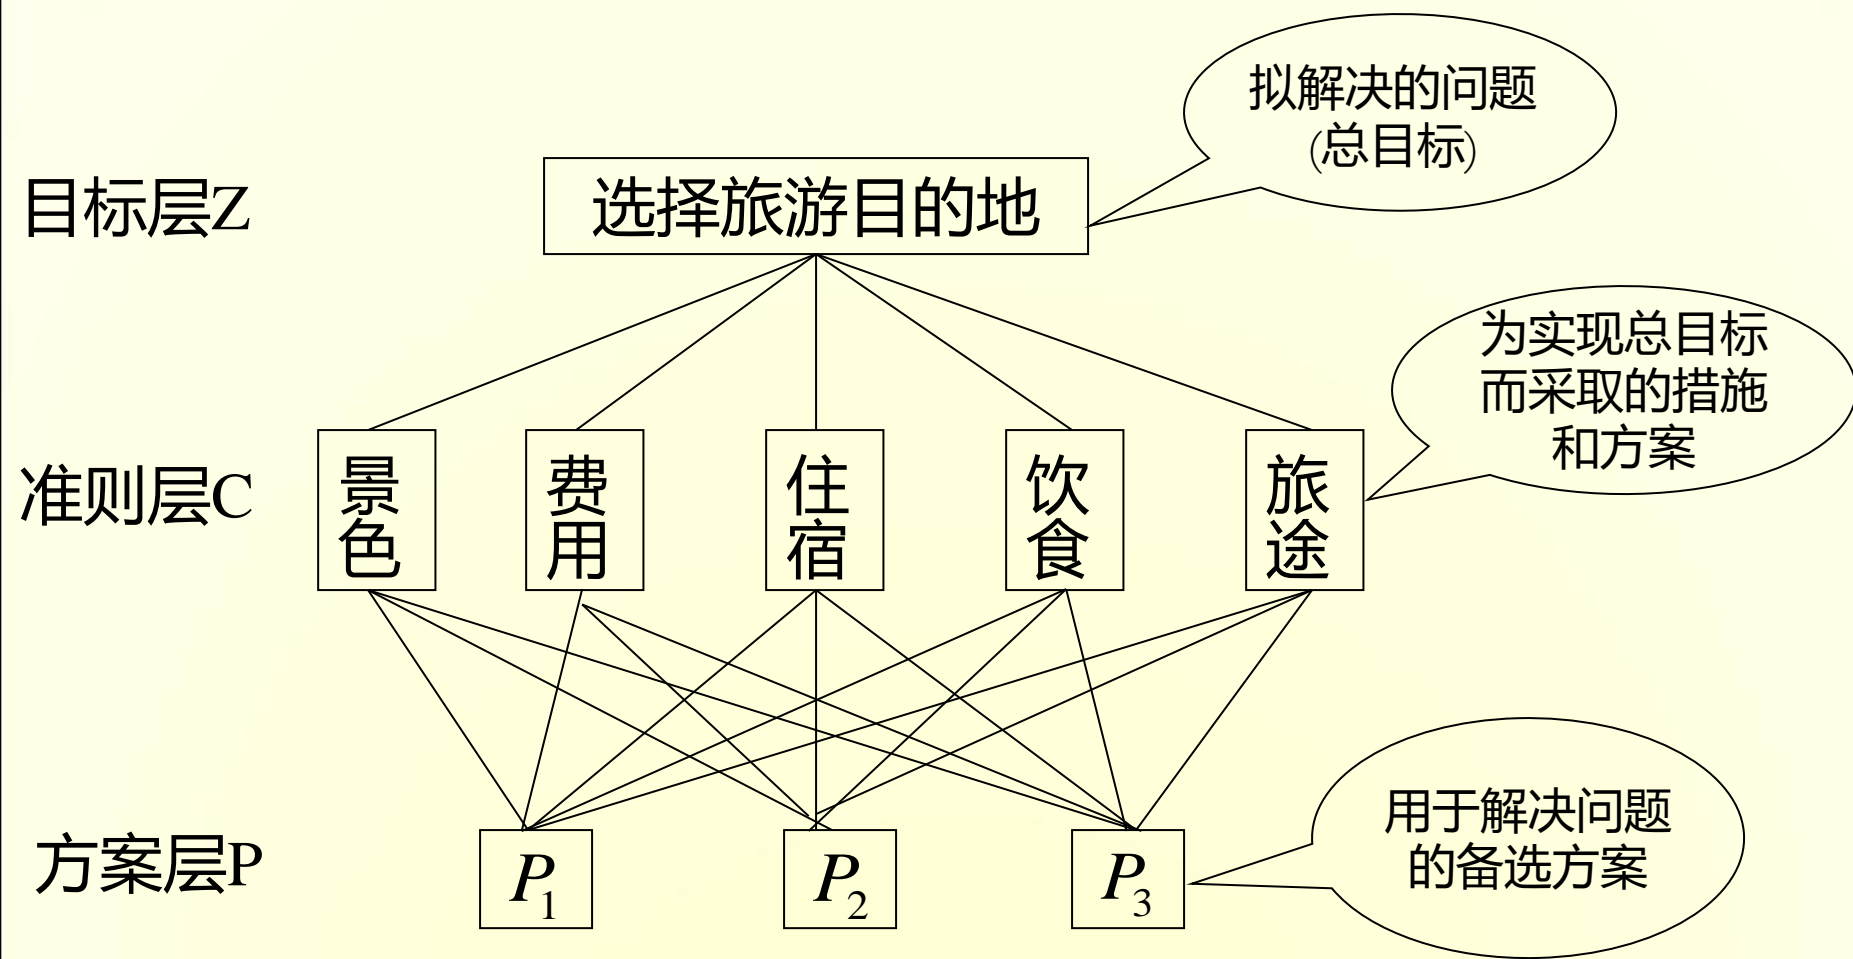 拟解决的问题
(总目标)
目标层Z
选择旅游目的地
为实现总目标
而采取的措施
和方案
准则层C
景色
费用
住宿
饮食
旅途
用于解决问题
的备选方案
方案层P
P1
P2
P3